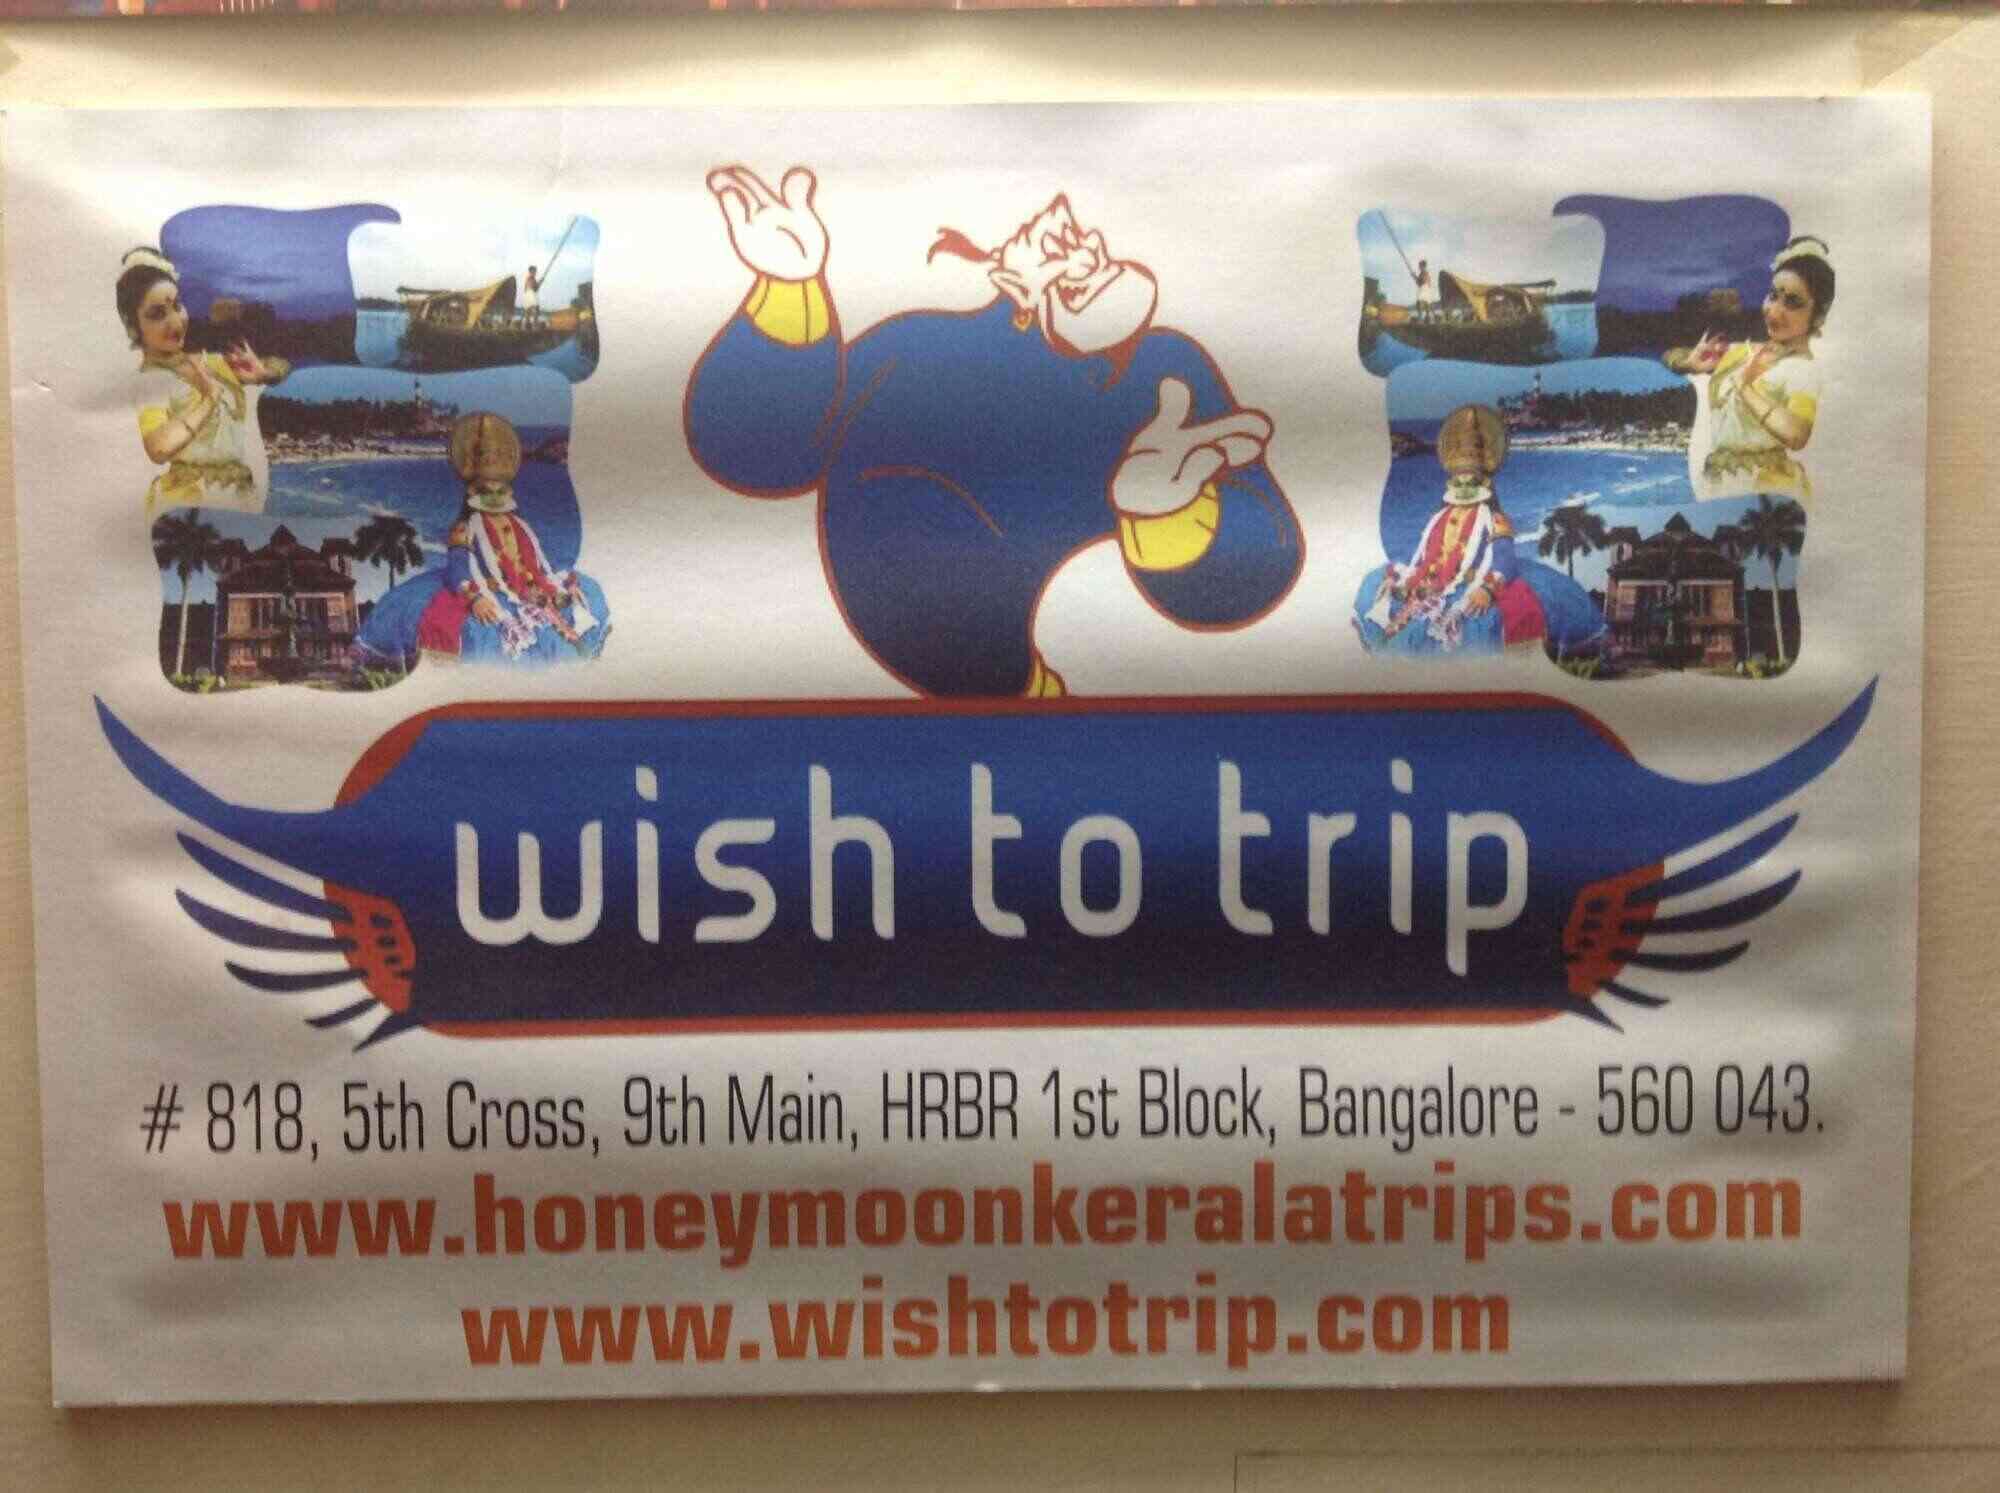 wish to trip
# 818, 5th Cross, 9th Main, HRBR 1st Block, Bangalore - 560 043.
www.honeymoonkeralatrips.com
www.wishtotrip.com